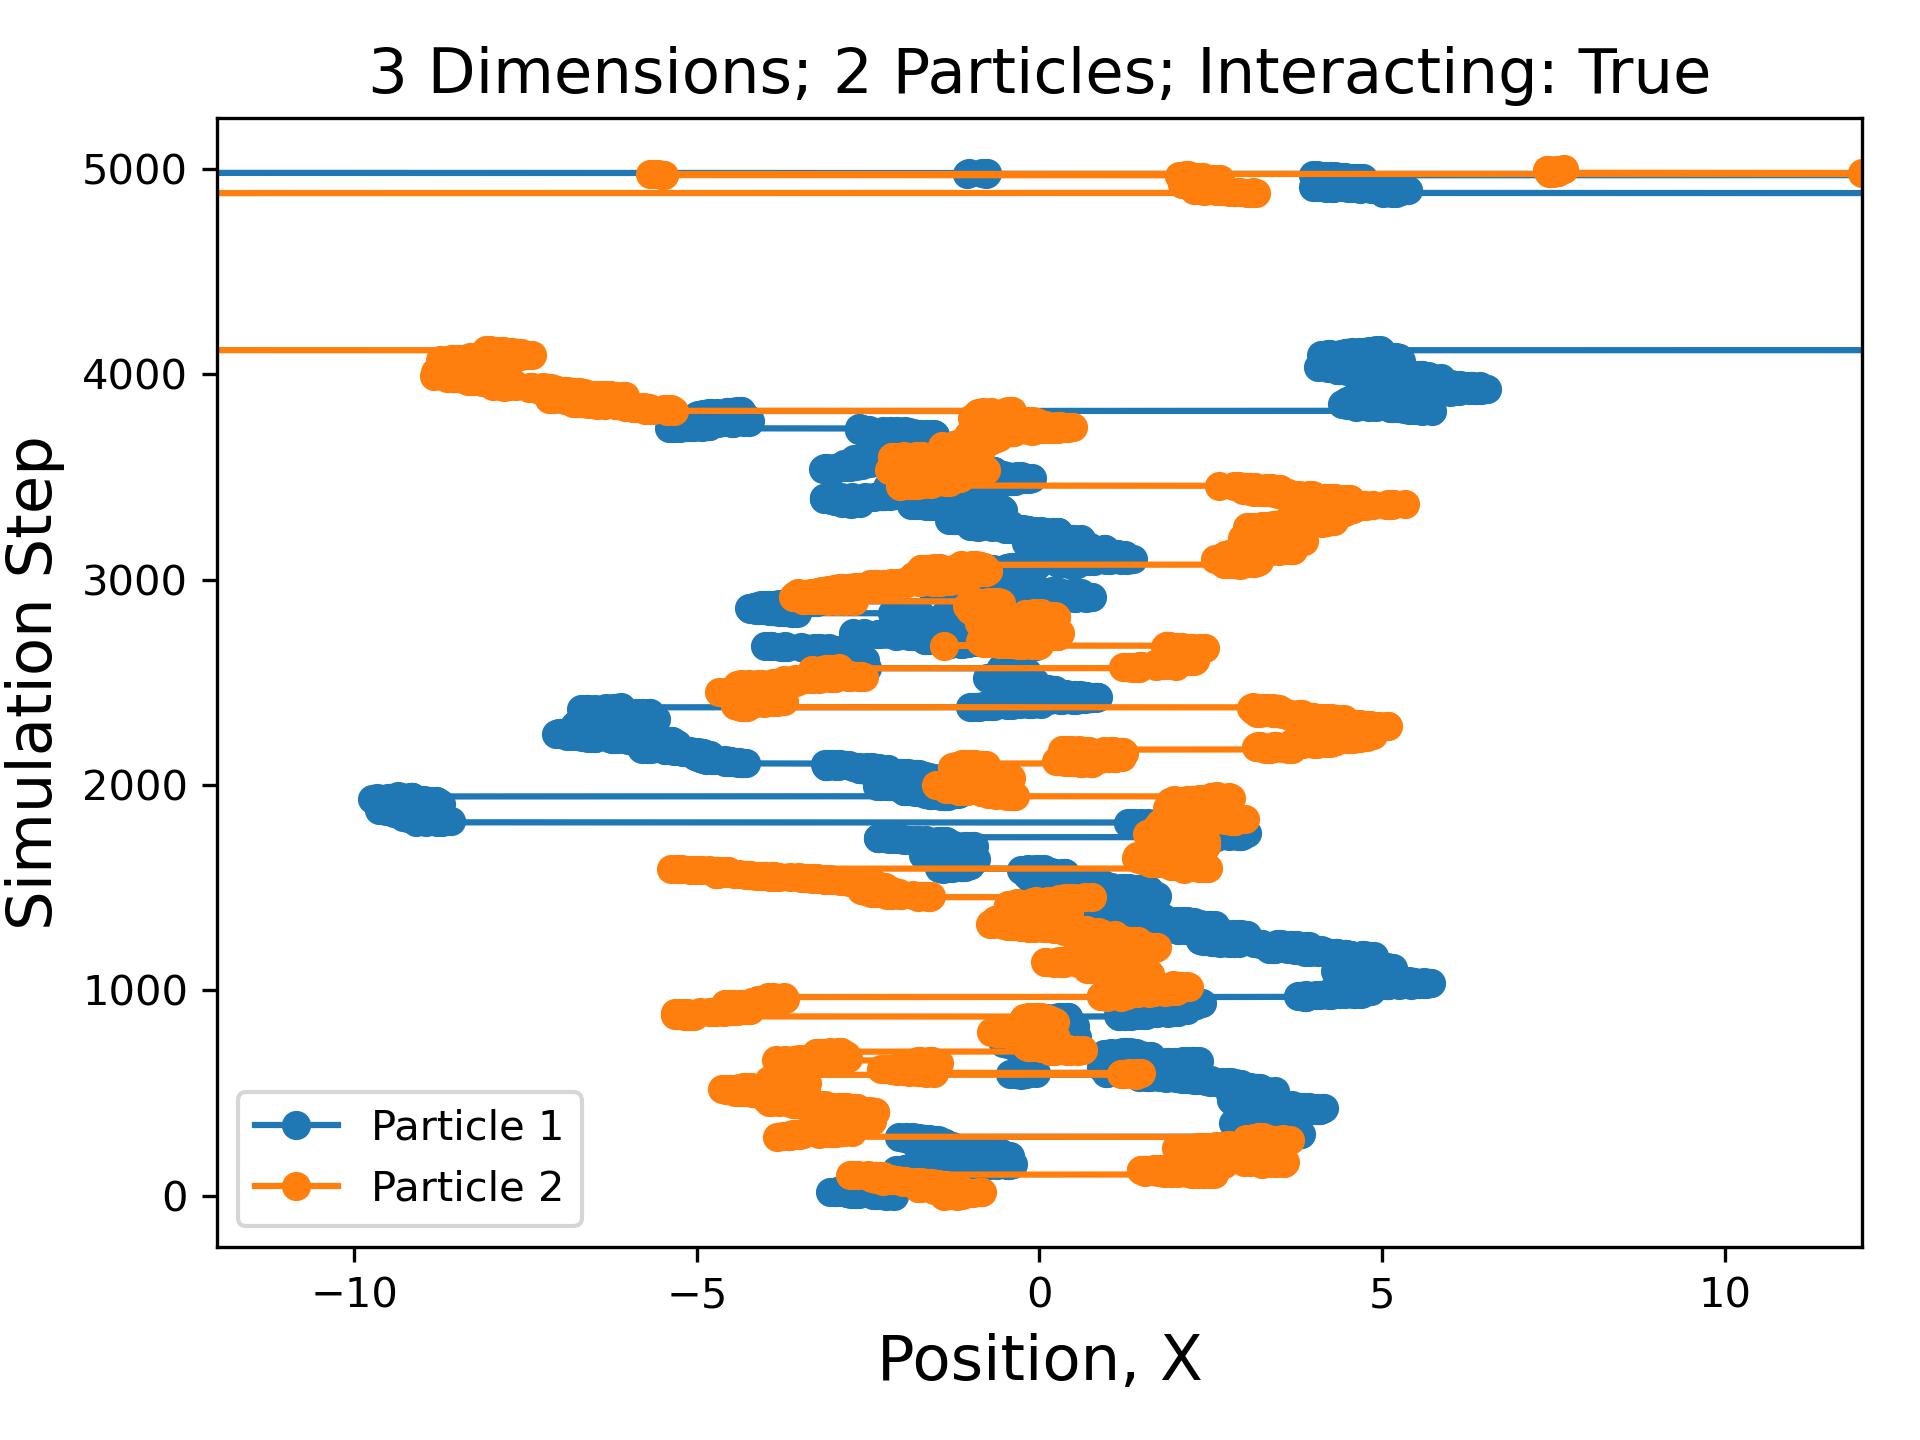 3 Dimensions; 2 Particles; Interacting: True
Simulation Step
5000
4000
3000
2000
1000
0
Particle 1
Particle 2
−10
−5
0
5
10
Position, X